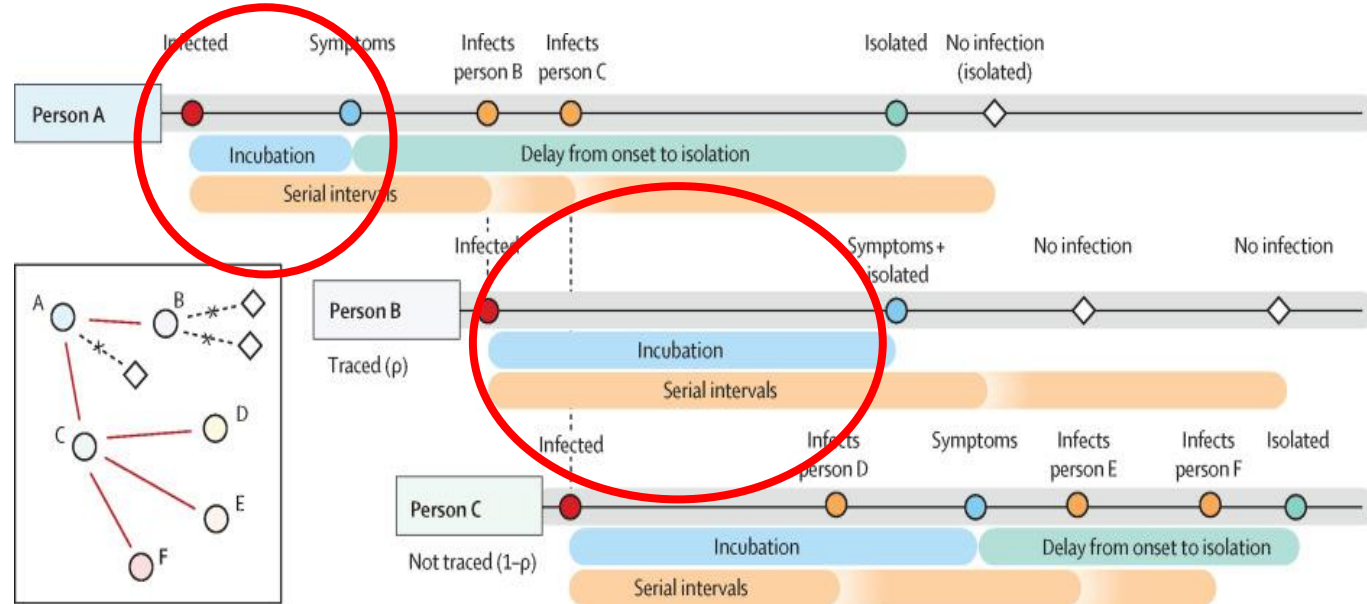 Infected
Symptoms
Infects
person B
Infects
person C
Isolated
No infection
(isolated)
Person A
Incubation
Delay from onset to isolation
Serial intervals
Infected
Symptoms+
isolated
No infection
No infection
Person B
Traced (ρ)
Incubation
Serial intervals
A
B
C
D
E
F
Infected
Infects
person D
Symptoms
Infects
person E
Infects
person F
Isolated
Person C
Not traced (1–ρ)
Incubation
Delay from onset to isolation
Serial intervals